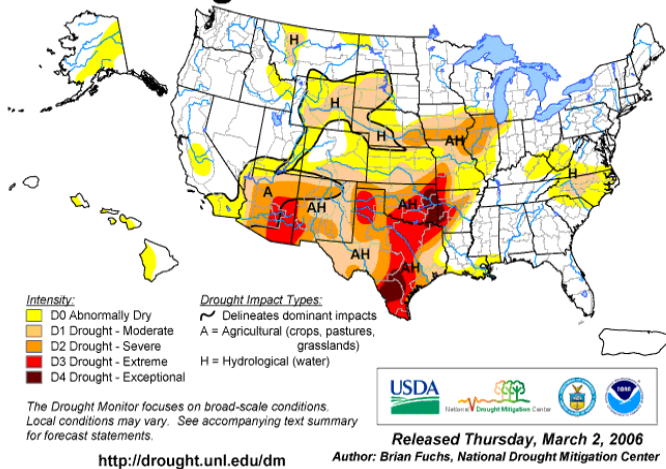 H
H
H
AH
H
A
AH
AH
AH
AH
Intensity:
D0 Abnormally Dry
D1 Drought - Moderate
D2 Drought - Severe
D3 Drought - Extreme
D4 Drought - Exceptional
Drought Impact Types:
Delineates dominant impacts
A = Agricultural (crops, pastures,
grasslands)
H = Hydrological (water)
The Drought Monitor focuses on broad-scale conditions.
Local conditions may vary. See accompanying text summary
for forecast statements.
http://drought.unl.edu/dm
USDA
National Drought Mitigation Center
NOAA
Released Thursday, March 2, 2006
Author: Brian Fuchs, National Drought Mitigation Center